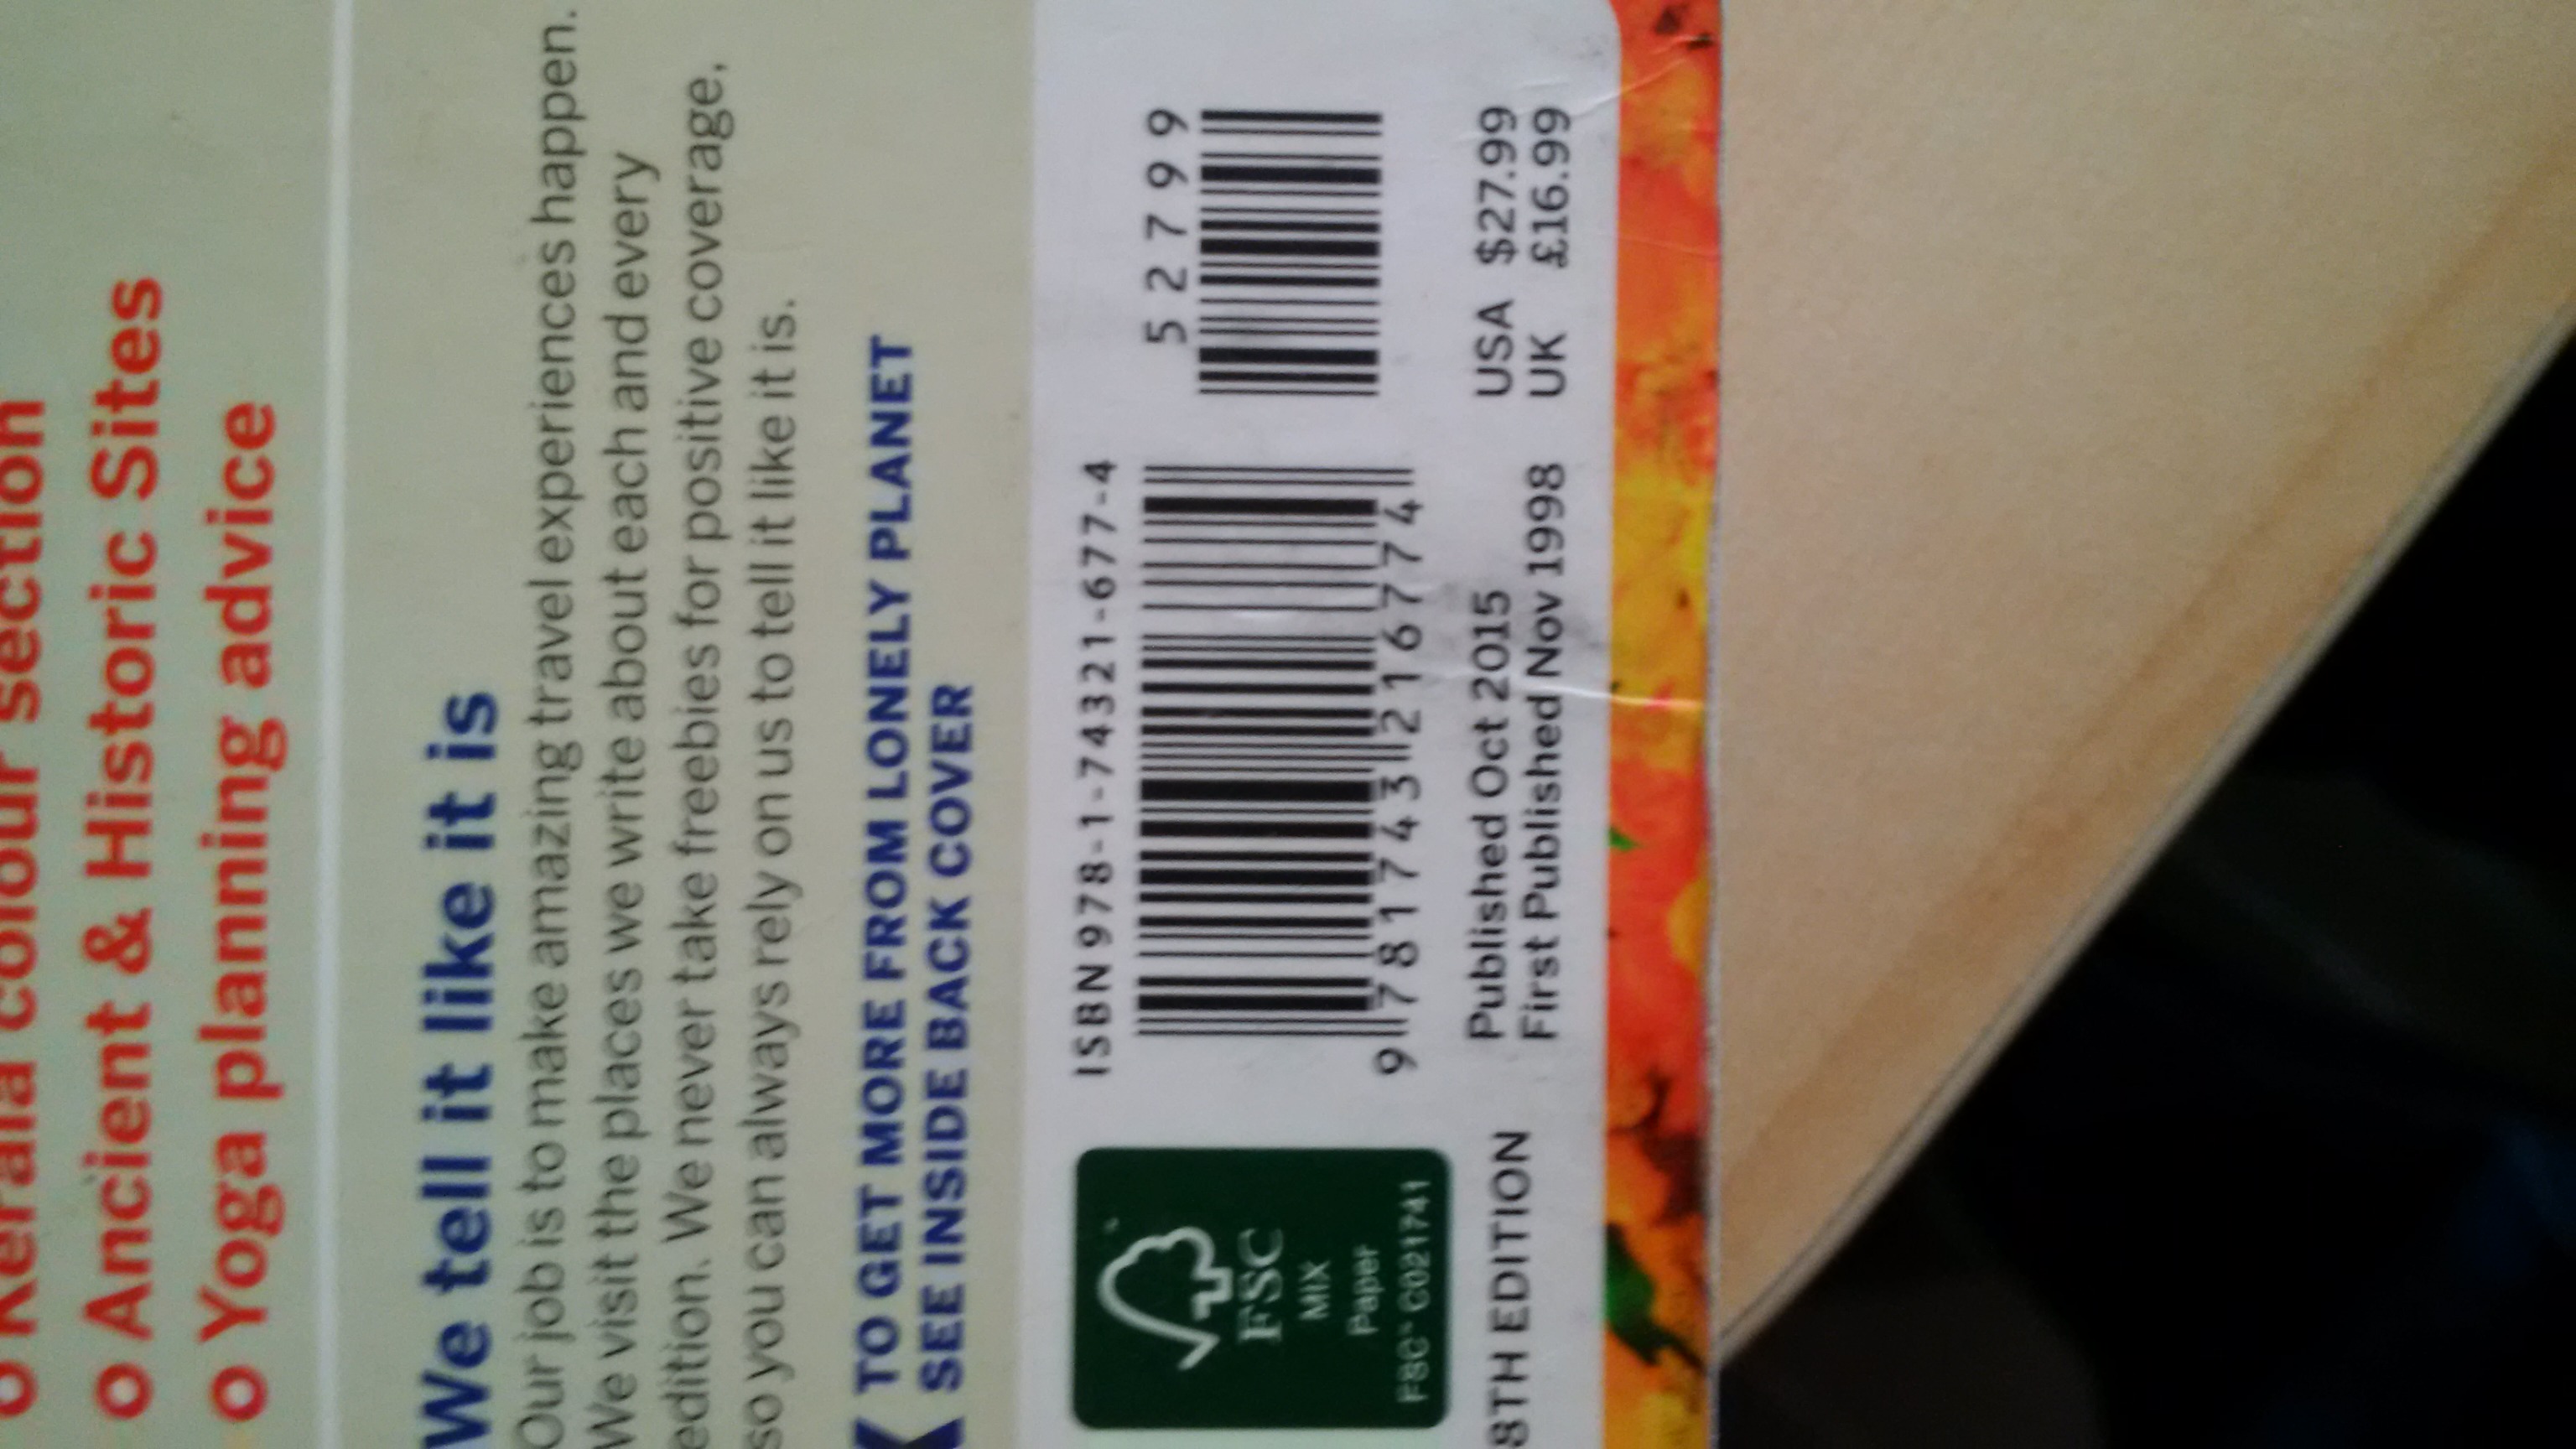 o Kerala colour section
o Ancient & Historic Sites
o Yoga planning advice
We tell it like it is
Our job is to make amazing travel experiences happen.
We visit the places we write about each and every
edition. We never take freebies for positive coverage,
so you can always rely on us to tell it like it is.
TO GET MORE FROM LONELY PLANET
SEE INSIDE BACK COVER
ISBN 978-1-74321-677-4
52799
9 781743 216774
FSC
MIX
Paper
FSC™ C021741
8TH EDITION
Published Oct 2015
First Published Nov 1998
USA $27.99
UK £16.99